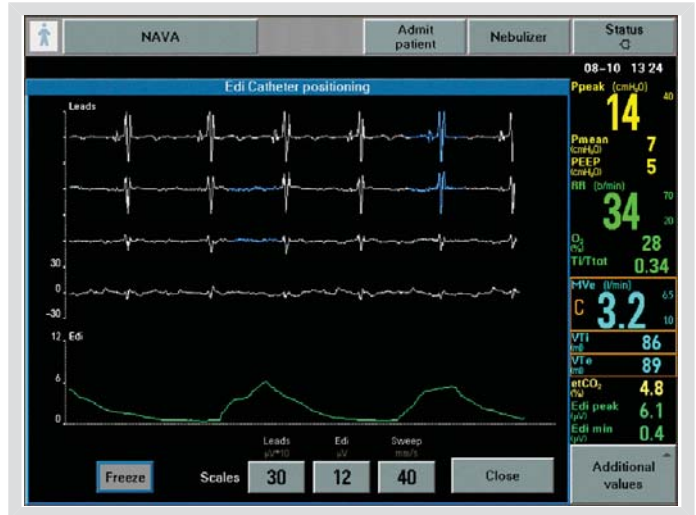 NAVA
Admit patient
Nebulizer
Status
08-10 13 24
Edi Catheter positioning
Leads
30
0
-30
12 Edi
6
0
Ppeak (cmH₂O)
14
40
Pmean (cmH₂O)
7
PEEP (cmH₂O)
5
RR (b/min)
34
70
20
O₂ (%)
28
Ti/Ttot
0.34
MVe (l/min)
C 3.2
65
10
VTi (ml)
86
VTe (ml)
89
etCO₂ (%)
4.8
Edi peak (µV)
6.1
Edi min (µV)
0.4
Leads
µV*10
Edi
µV
Sweep
mm/s
Freeze
Scales
30
12
40
Close
Additional values